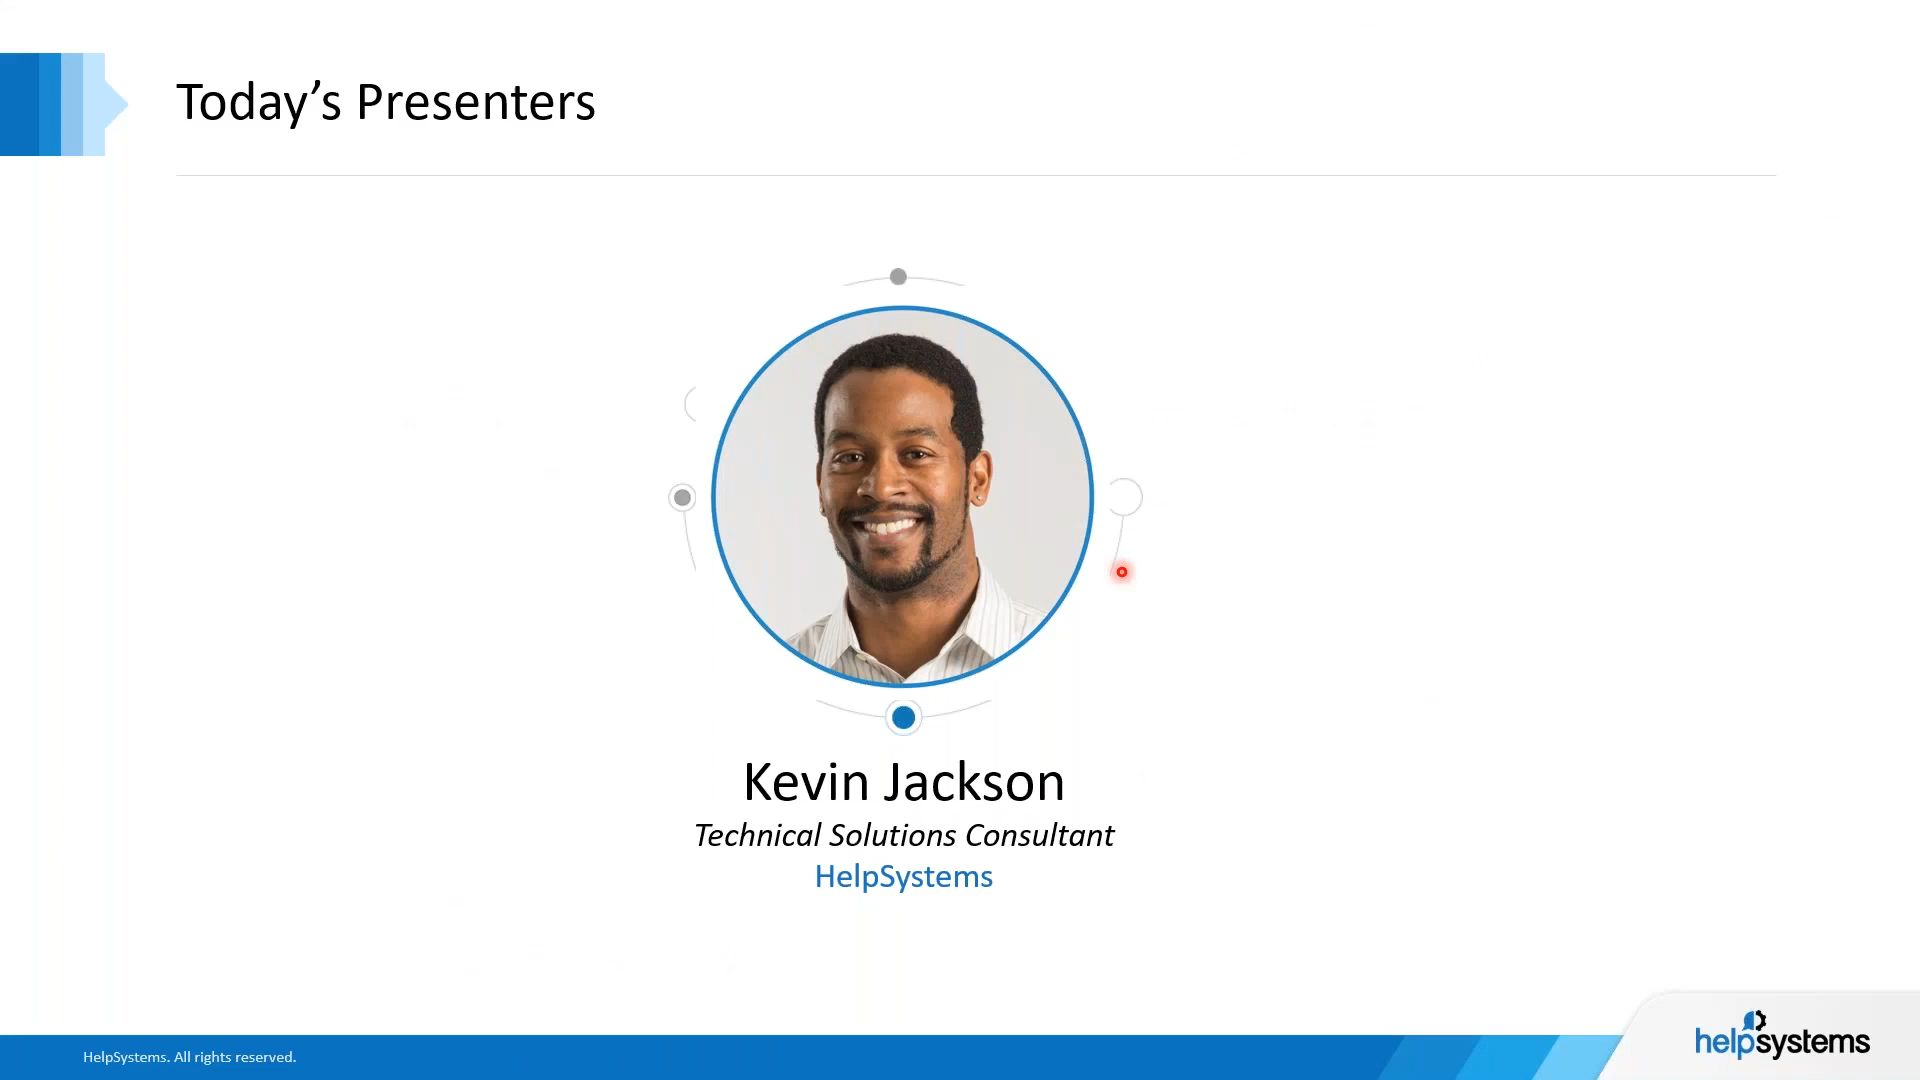 Today’s Presenters
Kevin Jackson
Technical Solutions Consultant
HelpSystems
HelpSystems. All rights reserved.
helpsystems